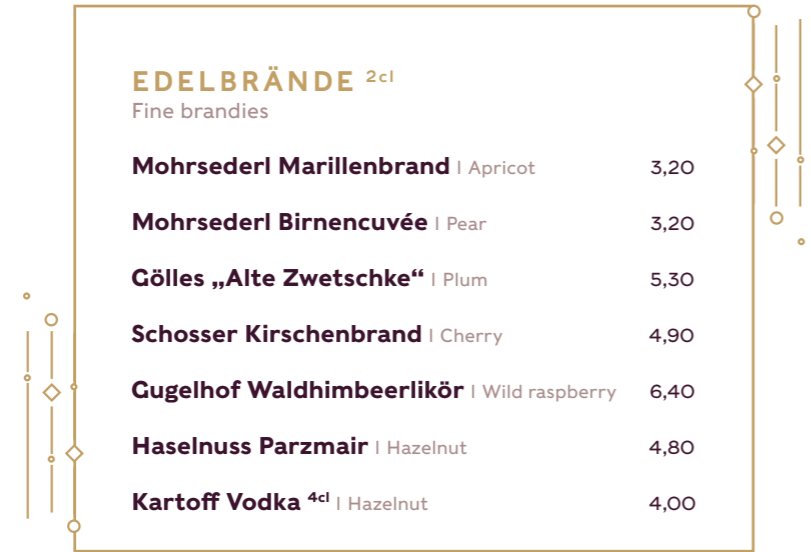 EDELBRÄNDE 2cl
Fine brandies
Mohrsederl Marillenbrand | Apricot 3,20
Mohrsederl Birnencuvée | Pear 3,20
Gölles „Alte Zwetschke“ | Plum 5,30
Schosser Kirschenbrand | Cherry 4,90
Gugelhof Waldhimbeerlikör | Wild raspberry 6,40
Haselnuss Parzmair | Hazelnut 4,80
Kartoff Vodka 4cl | Hazelnut 4,00